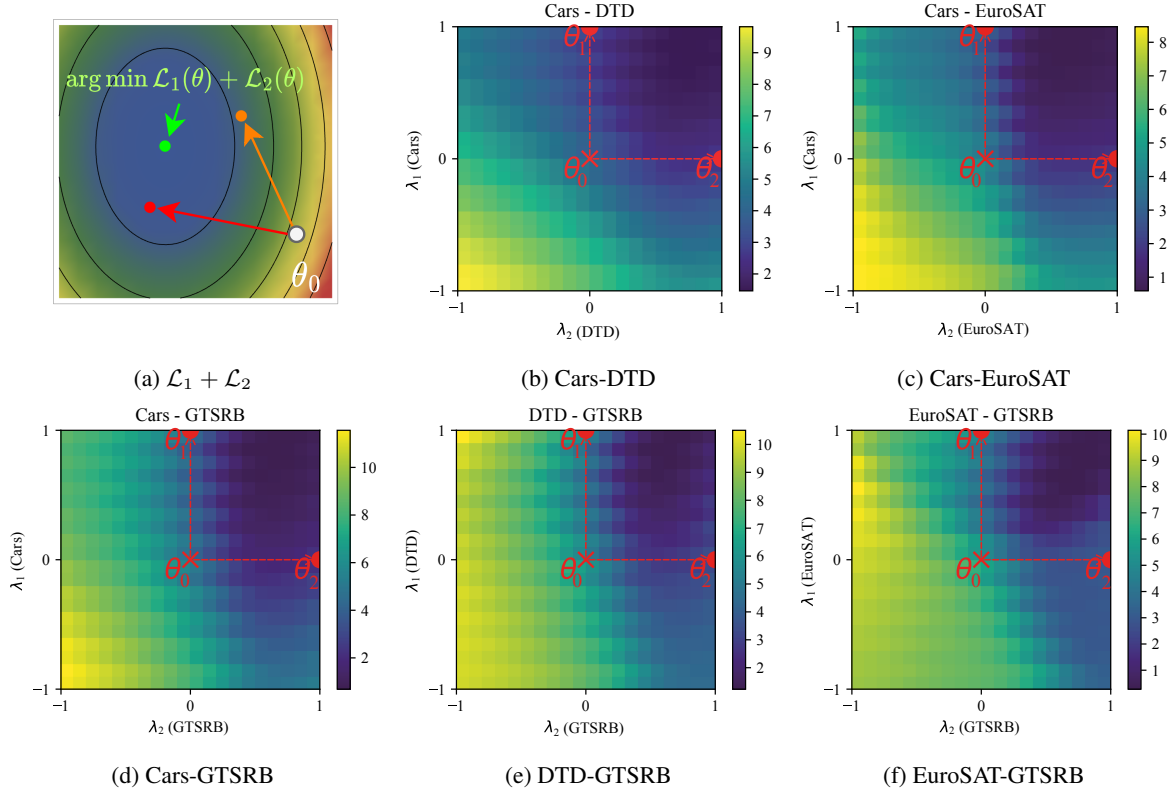 arg min ℒ₁(θ) + ℒ₂(θ)
θ₀
(a) ℒ₁ + ℒ₂
Cars - DTD
1
0
−1
λ₁ (Cars)
θ₁
θ₀
θ₂
−1 0 1
λ₂ (DTD)
9
8
7
6
5
4
3
2
(b) Cars-DTD
Cars - EuroSAT
1
0
−1
λ₁ (Cars)
θ₁
θ₀
θ₂
−1 0 1
λ₂ (EuroSAT)
8
7
6
5
4
3
2
1
(c) Cars-EuroSAT
Cars - GTSRB
1
0
−1
λ₁ (Cars)
θ₁
θ₀
θ₂
−1 0 1
λ₂ (GTSRB)
10
8
6
4
2
(d) Cars-GTSRB
DTD - GTSRB
1
0
−1
λ₁ (DTD)
θ₁
θ₀
θ₂
−1 0 1
λ₂ (GTSRB)
10
9
8
7
6
5
4
3
2
(e) DTD-GTSRB
EuroSAT - GTSRB
1
0
−1
λ₁ (EuroSAT)
θ₁
θ₀
θ₂
−1 0 1
λ₂ (GTSRB)
10
9
8
7
6
5
4
3
2
1
(f) EuroSAT-GTSRB